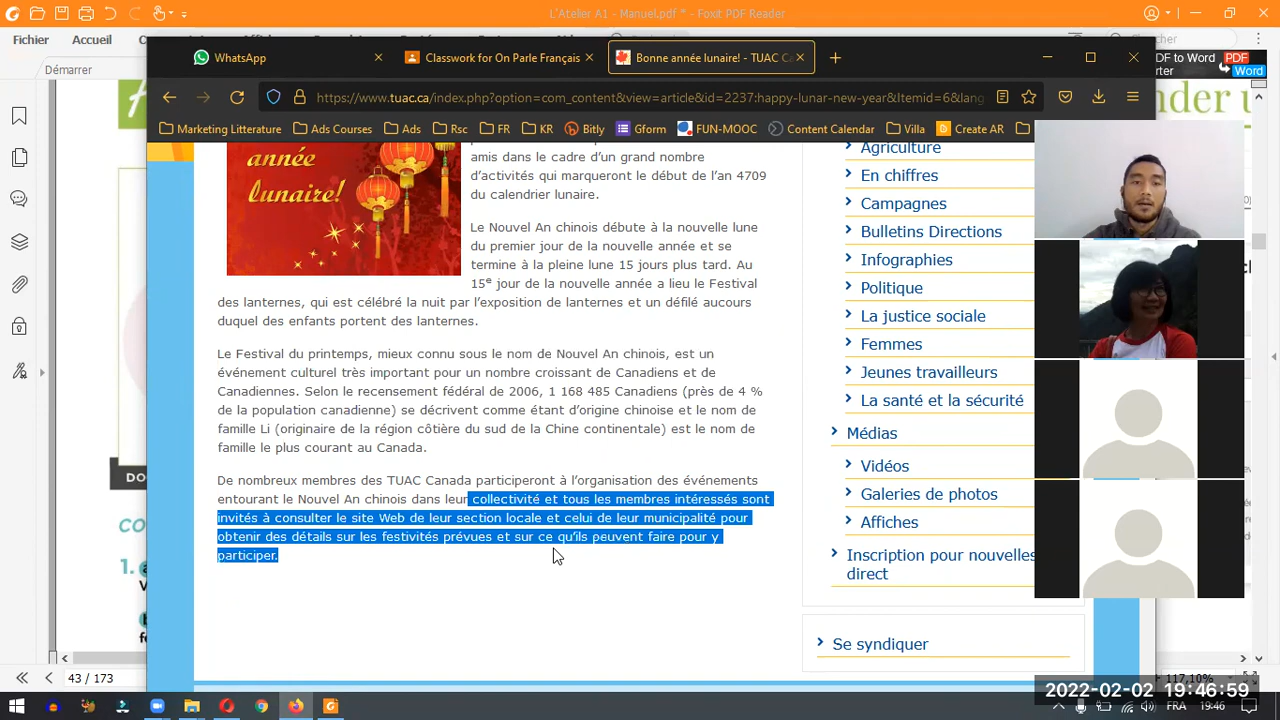 L'Atelier A1 - Manuel.pdf * - Foxit PDF Reader
Fichier
Accueil
cher
Démarrer
WhatsApp
Classwork for On Parle Français
Bonne année lunaire! - TUAC Ca
PDF to Word
rter
PDF
Word
https://www.tuac.ca/index.php?option=com_content&view=article&id=2237:happy-lunar-new-year&Itemid=6&lang
Marketing Litterature
Ads Courses
Ads
Rsc
FR
KR
Bitly
Gform
FUN-MOOC
Content Calendar
Villa
Create AR
nder u
année
lunaire!
amis dans le cadre d'un grand nombre
d'activités qui marqueront le début de l'an 4709
du calendrier lunaire.
Le Nouvel An chinois débute à la nouvelle lune
du premier jour de la nouvelle année et se
termine à la pleine lune 15 jours plus tard. Au
15e jour de la nouvelle année a lieu le Festival
des lanternes, qui est célébré la nuit par l'exposition de lanternes et un défilé aucours
duquel des enfants portent des lanternes.
Le Festival du printemps, mieux connu sous le nom de Nouvel An chinois, est un
événement culturel très important pour un nombre croissant de Canadiens et de
Canadiennes. Selon le recensement fédéral de 2006, 1 168 485 Canadiens (près de 4 %
de la population canadienne) se décrivent comme étant d'origine chinoise et le nom de
famille Li (originaire de la région côtière du sud de la Chine continentale) est le nom de
famille le plus courant au Canada.
De nombreux membres des TUAC Canada participeront à l'organisation des événements
entourant le Nouvel An chinois dans leur collectivité et tous les membres intéressés sont
invités à consulter le site Web de leur section locale et celui de leur municipalité pour
obtenir des détails sur les festivités prévues et sur ce qu'ils peuvent faire pour y
participer.
Agriculture
En chiffres
Campagnes
Bulletins Directions
Infographies
Politique
La justice sociale
Femmes
Jeunes travailleurs
La santé et la sécurité
Médias
Vidéos
Galeries de photos
Affiches
Inscription pour nouvelles
direct
Se syndiquer
DO
CO
1.
43 / 173
117,10%
2022-02-02 19:46:59
FRA
19:46